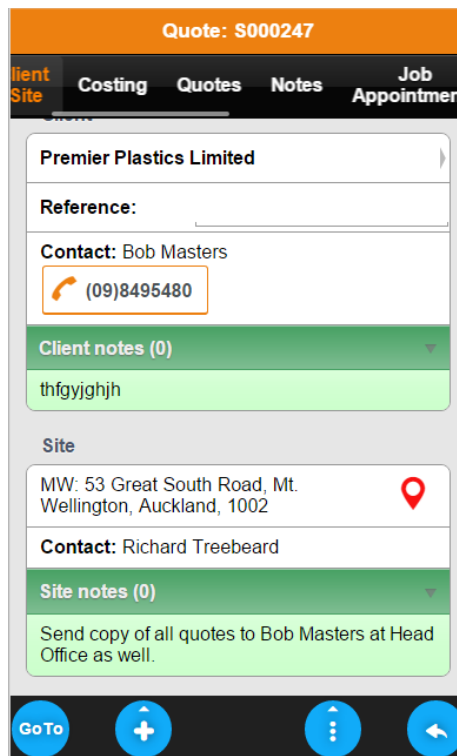 Quote: S000247
lient
Site
Costing
Quotes
Notes
Job
Appointmen
Client
Premier Plastics Limited
Reference:
Contact: Bob Masters
(09)8495480
Client notes (0)
thfgyjghjh
Site
MW: 53 Great South Road, Mt.
Wellington, Auckland, 1002
Contact: Richard Treebeard
Site notes (0)
Send copy of all quotes to Bob Masters at Head
Office as well.
GoTo